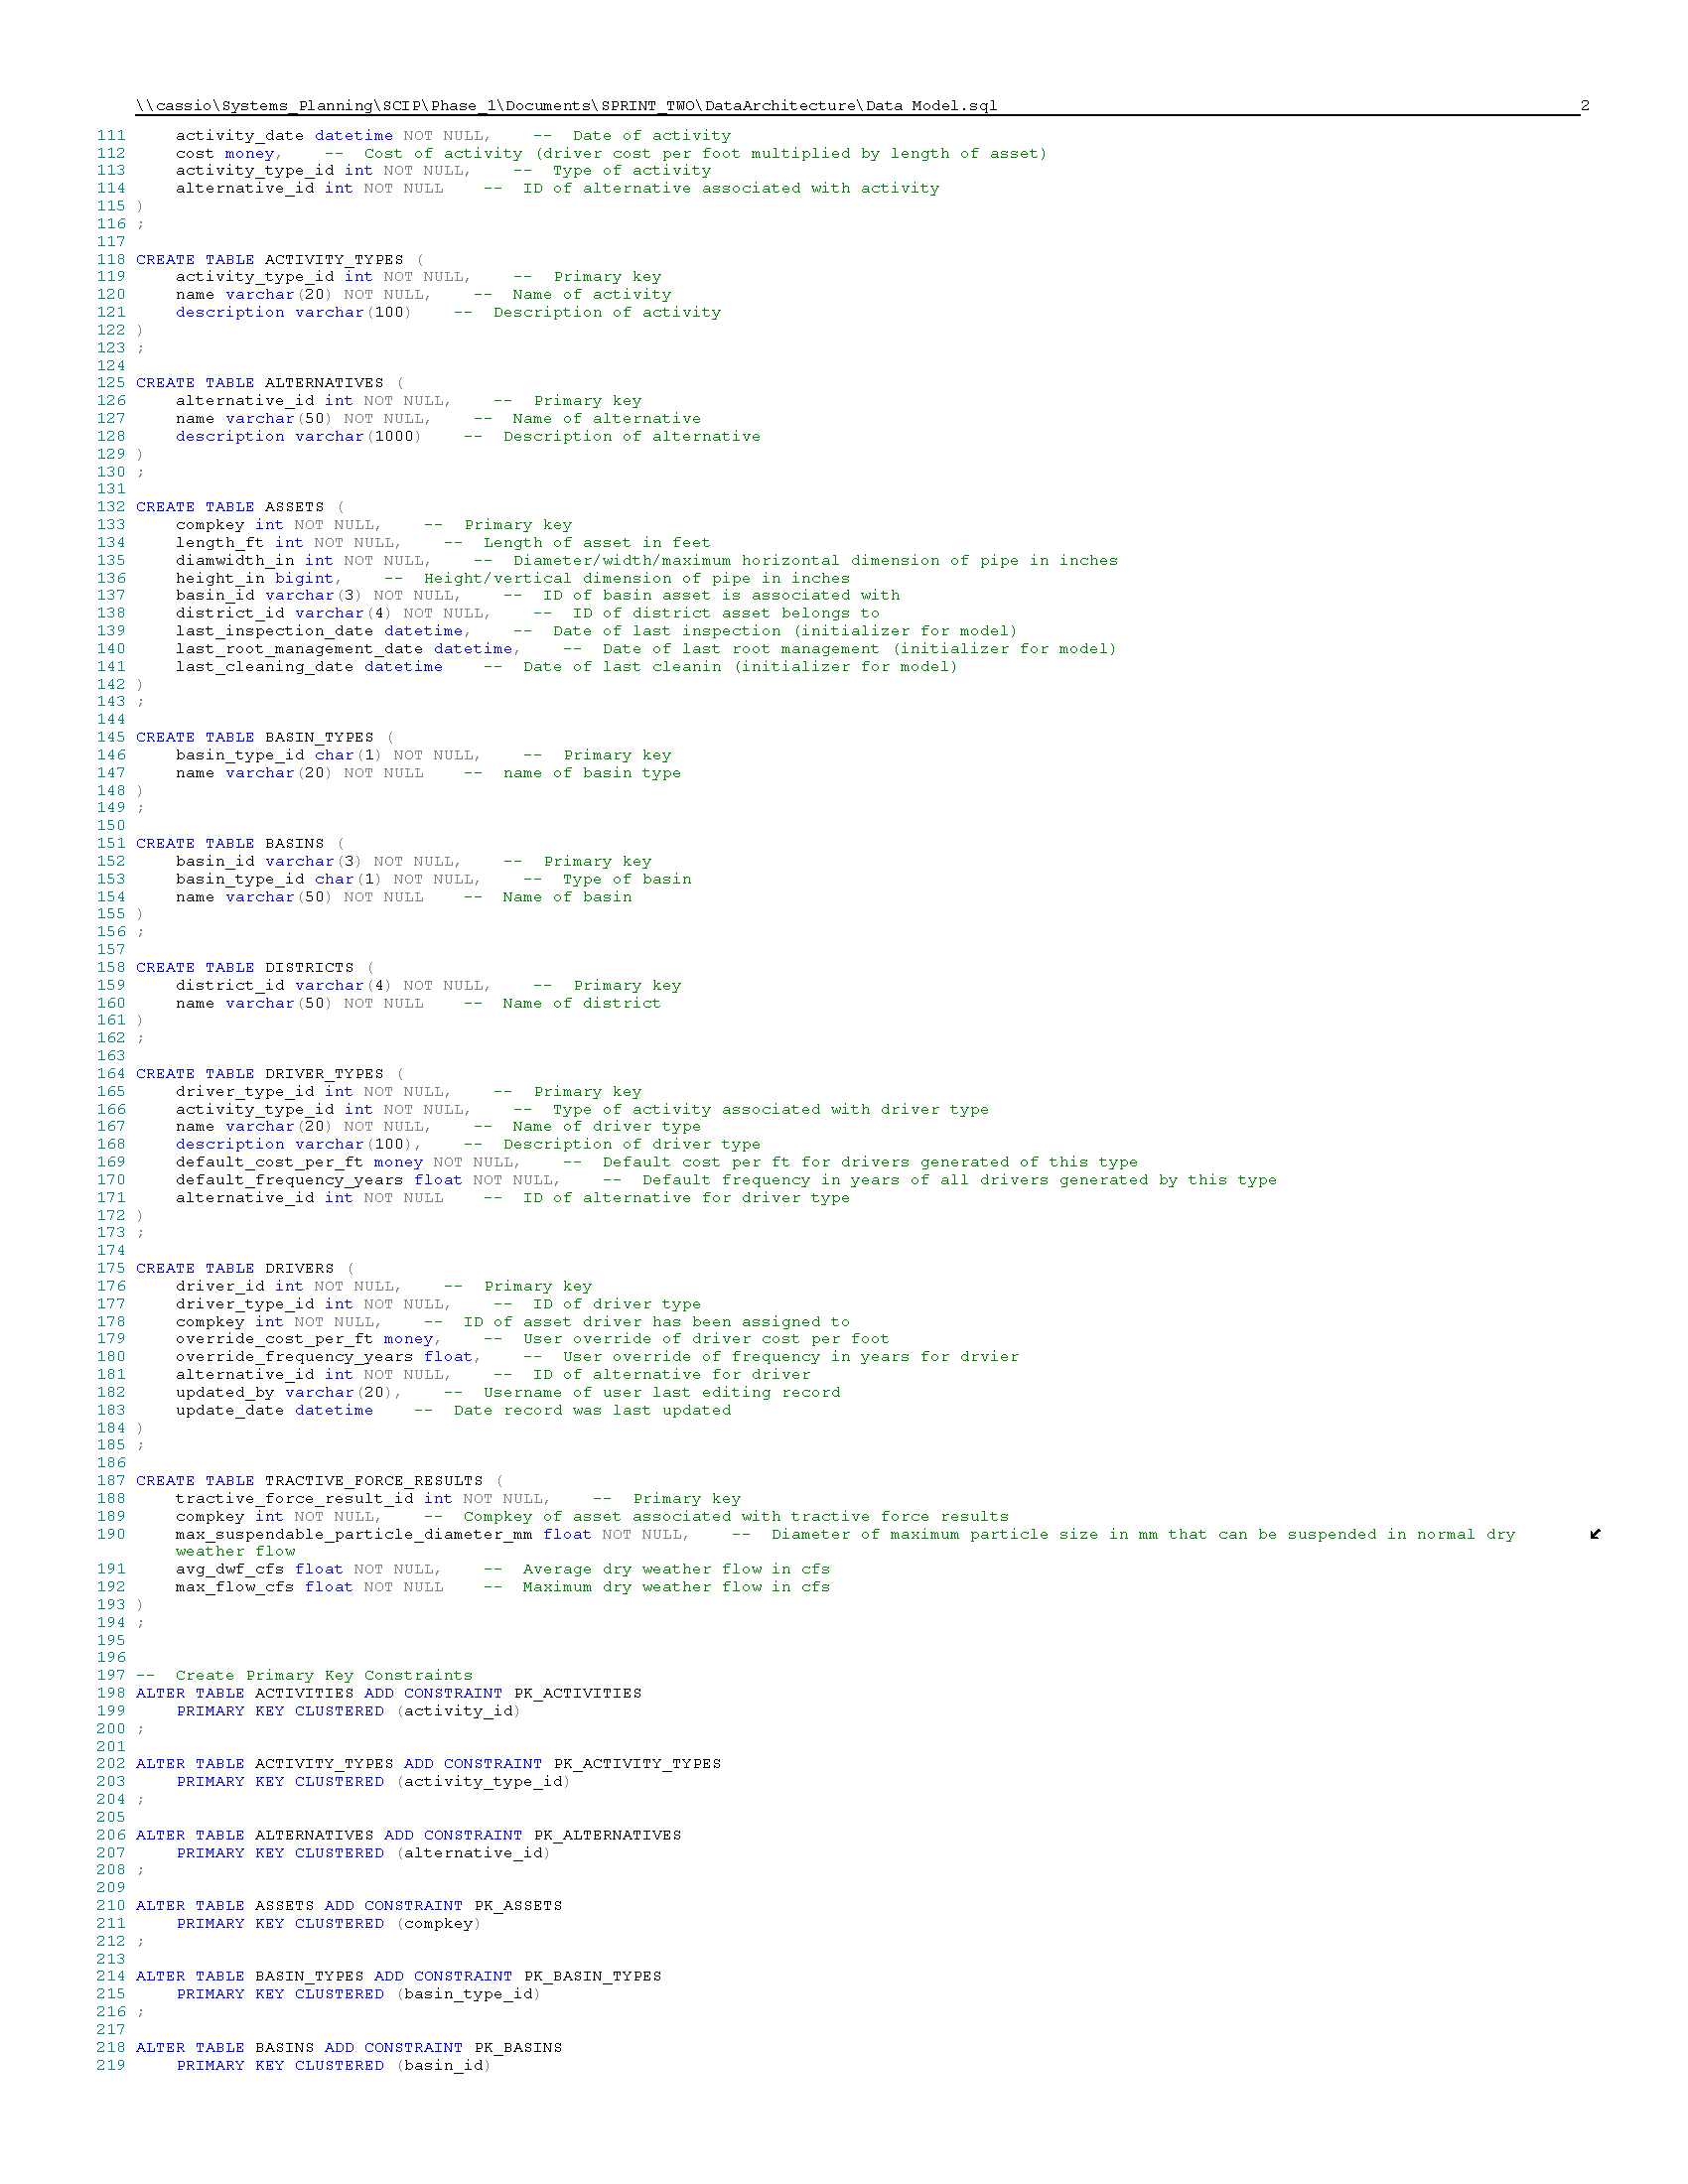 \\cassio\Systems_Planning\SCIP\Phase_1\Documents\SPRINT_TWO\DataArchitecture\Data Model.sql 2
111 activity_date datetime NOT NULL, -- Date of activity
112 cost money, -- Cost of activity (driver cost per foot multiplied by length of asset)
113 activity_type_id int NOT NULL, -- Type of activity
114 alternative_id int NOT NULL -- ID of alternative associated with activity
115 )
116 ;
117
118 CREATE TABLE ACTIVITY_TYPES (
119 activity_type_id int NOT NULL, -- Primary key
120 name varchar(20) NOT NULL, -- Name of activity
121 description varchar(100) -- Description of activity
122 )
123 ;
124
125 CREATE TABLE ALTERNATIVES (
126 alternative_id int NOT NULL, -- Primary key
127 name varchar(50) NOT NULL, -- Name of alternative
128 description varchar(1000) -- Description of alternative
129 )
130 ;
131
132 CREATE TABLE ASSETS (
133 compkey int NOT NULL, -- Primary key
134 length_ft int NOT NULL, -- Length of asset in feet
135 diamwidth_in int NOT NULL, -- Diameter/width/maximum horizontal dimension of pipe in inches
136 height_in bigint, -- Height/vertical dimension of pipe in inches
137 basin_id varchar(3) NOT NULL, -- ID of basin asset is associated with
138 district_id varchar(4) NOT NULL, -- ID of district asset belongs to
139 last_inspection_date datetime, -- Date of last inspection (initializer for model)
140 last_root_management_date datetime, -- Date of last root management (initializer for model)
141 last_cleaning_date datetime -- Date of last cleanin (initializer for model)
142 )
143 ;
144
145 CREATE TABLE BASIN_TYPES (
146 basin_type_id char(1) NOT NULL, -- Primary key
147 name varchar(20) NOT NULL -- name of basin type
148 )
149 ;
150
151 CREATE TABLE BASINS (
152 basin_id varchar(3) NOT NULL, -- Primary key
153 basin_type_id char(1) NOT NULL, -- Type of basin
154 name varchar(50) NOT NULL -- Name of basin
155 )
156 ;
157
158 CREATE TABLE DISTRICTS (
159 district_id varchar(4) NOT NULL, -- Primary key
160 name varchar(50) NOT NULL -- Name of district
161 )
162 ;
163
164 CREATE TABLE DRIVER_TYPES (
165 driver_type_id int NOT NULL, -- Primary key
166 activity_type_id int NOT NULL, -- Type of activity associated with driver type
167 name varchar(20) NOT NULL, -- Name of driver type
168 description varchar(100), -- Description of driver type
169 default_cost_per_ft money NOT NULL, -- Default cost per ft for drivers generated of this type
170 default_frequency_years float NOT NULL, -- Default frequency in years of all drivers generated by this type
171 alternative_id int NOT NULL -- ID of alternative for driver type
172 )
173 ;
174
175 CREATE TABLE DRIVERS (
176 driver_id int NOT NULL, -- Primary key
177 driver_type_id int NOT NULL, -- ID of driver type
178 compkey int NOT NULL, -- ID of asset driver has been assigned to
179 override_cost_per_ft money, -- User override of driver cost per foot
180 override_frequency_years float, -- User override of frequency in years for drvier
181 alternative_id int NOT NULL, -- ID of alternative for driver
182 updated_by varchar(20), -- Username of user last editing record
183 update_date datetime -- Date record was last updated
184 )
185 ;
186
187 CREATE TABLE TRACTIVE_FORCE_RESULTS (
188 tractive_force_result_id int NOT NULL, -- Primary key
189 compkey int NOT NULL, -- Compkey of asset associated with tractive force results
190 max_suspendable_particle_diameter_mm float NOT NULL, -- Diameter of maximum particle size in mm that can be suspended in normal dry
weather flow
191 avg_dwf_cfs float NOT NULL, -- Average dry weather flow in cfs
192 max_flow_cfs float NOT NULL -- Maximum dry weather flow in cfs
193 )
194 ;
195
196
197 -- Create Primary Key Constraints
198 ALTER TABLE ACTIVITIES ADD CONSTRAINT PK_ACTIVITIES
199 PRIMARY KEY CLUSTERED (activity_id)
200 ;
201
202 ALTER TABLE ACTIVITY_TYPES ADD CONSTRAINT PK_ACTIVITY_TYPES
203 PRIMARY KEY CLUSTERED (activity_type_id)
204 ;
205
206 ALTER TABLE ALTERNATIVES ADD CONSTRAINT PK_ALTERNATIVES
207 PRIMARY KEY CLUSTERED (alternative_id)
208 ;
209
210 ALTER TABLE ASSETS ADD CONSTRAINT PK_ASSETS
211 PRIMARY KEY CLUSTERED (compkey)
212 ;
213
214 ALTER TABLE BASIN_TYPES ADD CONSTRAINT PK_BASIN_TYPES
215 PRIMARY KEY CLUSTERED (basin_type_id)
216 ;
217
218 ALTER TABLE BASINS ADD CONSTRAINT PK_BASINS
219 PRIMARY KEY CLUSTERED (basin_id)